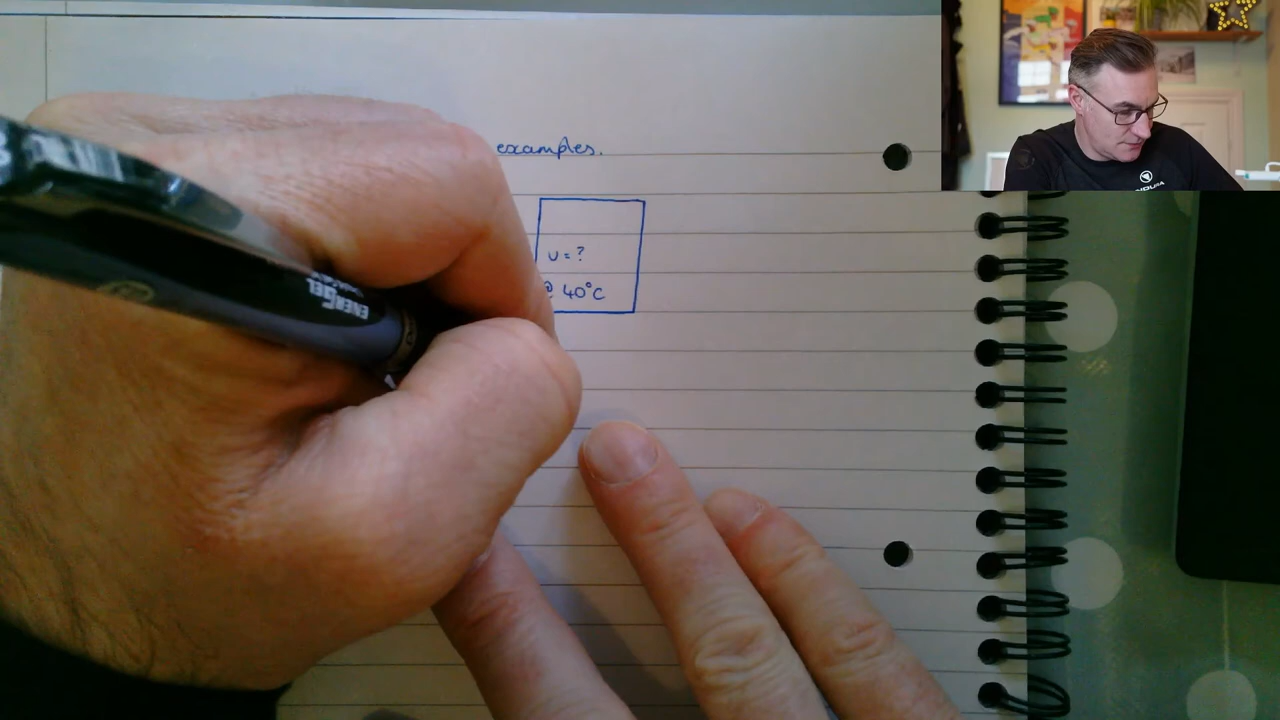 examples.
υ = ?
@ 40°C
ENERGEL